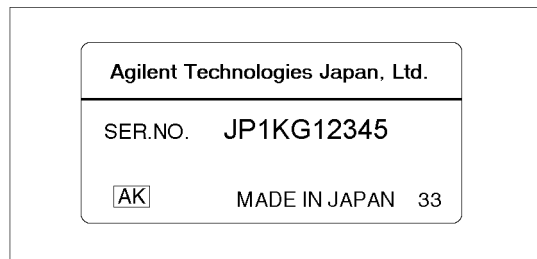 Agilent Technologies Japan, Ltd.
SER.NO. JP1KG12345
AK MADE IN JAPAN 33